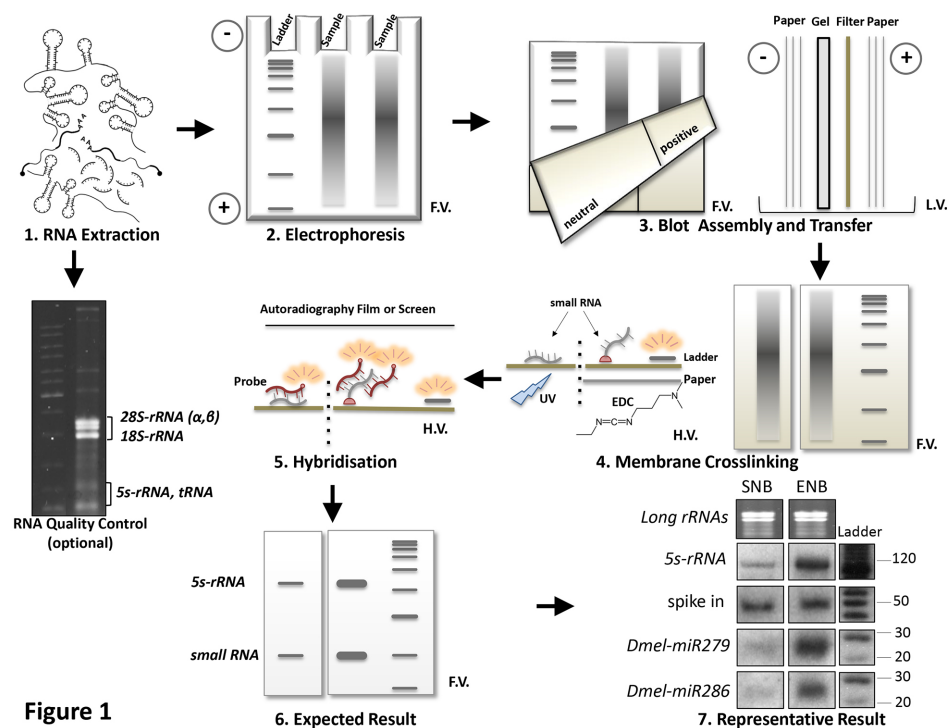 -
+
Ladder
Sample
Sample
F.V.
1. RNA Extraction
2. Electrophoresis
neutral
positive
F.V.
Paper Gel Filter Paper
-
+
L.V.
3. Blot Assembly and Transfer
28S-rRNA (α,β)
18S-rRNA
5s-rRNA, tRNA
RNA Quality Control
(optional)
Autoradiography Film or Screen
Probe
H.V.
5. Hybridisation
small RNA
Ladder
Paper
UV
EDC
N=C=N
N
H.V.
4. Membrane Crosslinking
F.V.
5s-rRNA
small RNA
F.V.
6. Expected Result
SNB ENB
Long rRNAs
Ladder
5s-rRNA
120
spike in
50
Dmel-miR279
30
20
Dmel-miR286
30
20
7. Representative Result
Figure 1